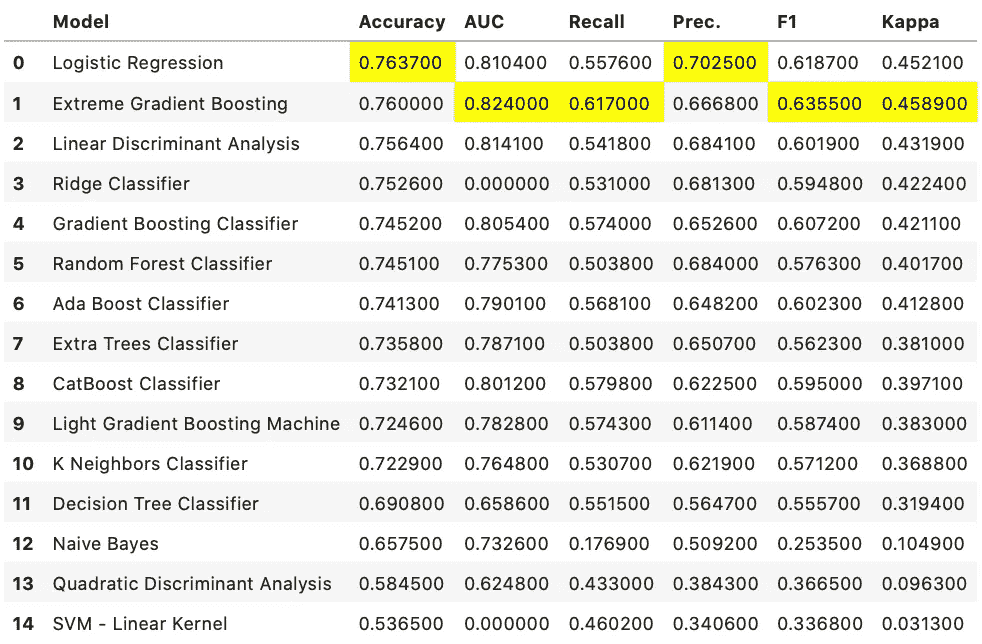 Model Accuracy AUC Recall Prec. F1 Kappa
0 Logistic Regression 0.763700 0.810400 0.557600 0.702500 0.618700 0.452100
1 Extreme Gradient Boosting 0.760000 0.824000 0.617000 0.666800 0.635500 0.458900
2 Linear Discriminant Analysis 0.756400 0.814100 0.541800 0.684100 0.601900 0.431900
3 Ridge Classifier 0.752600 0.000000 0.531000 0.681300 0.594800 0.422400
4 Gradient Boosting Classifier 0.745200 0.805400 0.574000 0.652600 0.607200 0.421100
5 Random Forest Classifier 0.745100 0.775300 0.503800 0.684000 0.576300 0.401700
6 Ada Boost Classifier 0.741300 0.790100 0.568100 0.648200 0.602300 0.412800
7 Extra Trees Classifier 0.735800 0.787100 0.503800 0.650700 0.562300 0.381000
8 CatBoost Classifier 0.732100 0.801200 0.579800 0.622500 0.595000 0.397100
9 Light Gradient Boosting Machine 0.724600 0.782800 0.574300 0.611400 0.587400 0.383000
10 K Neighbors Classifier 0.722900 0.764800 0.530700 0.621900 0.571200 0.368800
11 Decision Tree Classifier 0.690800 0.658600 0.551500 0.564700 0.555700 0.319400
12 Naive Bayes 0.657500 0.732600 0.176900 0.509200 0.253500 0.104900
13 Quadratic Discriminant Analysis 0.584500 0.624800 0.433000 0.384300 0.366500 0.096300
14 SVM - Linear Kernel 0.536500 0.000000 0.460200 0.340600 0.336800 0.031300